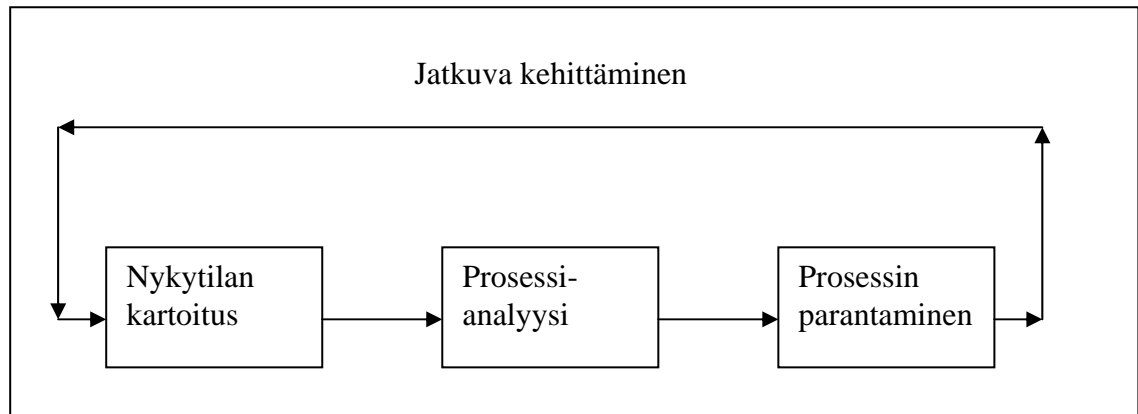 Jatkuva kehittäminen
Nykytilan
kartoitus
Prosessi-
analyysi
Prosessin
parantaminen